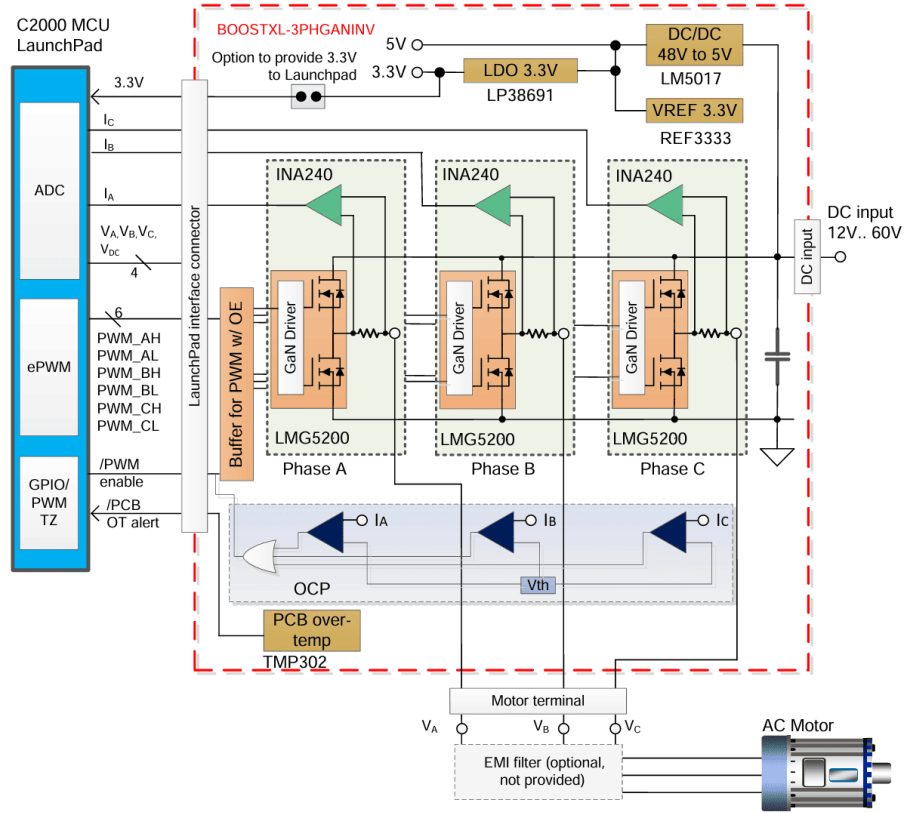 C2000 MCU
LaunchPad
BOOSTXL-3PHGANINV
Option to provide 3.3V
to Launchpad
5V
3.3V
LDO 3.3V
LP38691
DC/DC
48V to 5V
LM5017
VREF 3.3V
REF3333
3.3V
IC
IB
IA
VA,VB,VC,
VDC
4
ADC
6
ePWM
PWM_AH
PWM_AL
PWM_BH
PWM_BL
PWM_CH
PWM_CL
GPIO/
PWM
TZ
/PWM
enable
/PCB
OT alert
LaunchPad interface connector
Buffer for PWM w/ OE
INA240
GaN Driver
LMG5200
Phase A
INA240
GaN Driver
LMG5200
Phase B
INA240
GaN Driver
LMG5200
Phase C
DC input
DC input
12V.. 60V
IA
IB
IC
Vth
OCP
PCB over-
temp
TMP302
Motor terminal
VA
VB
VC
EMI filter (optional,
not provided)
AC Motor